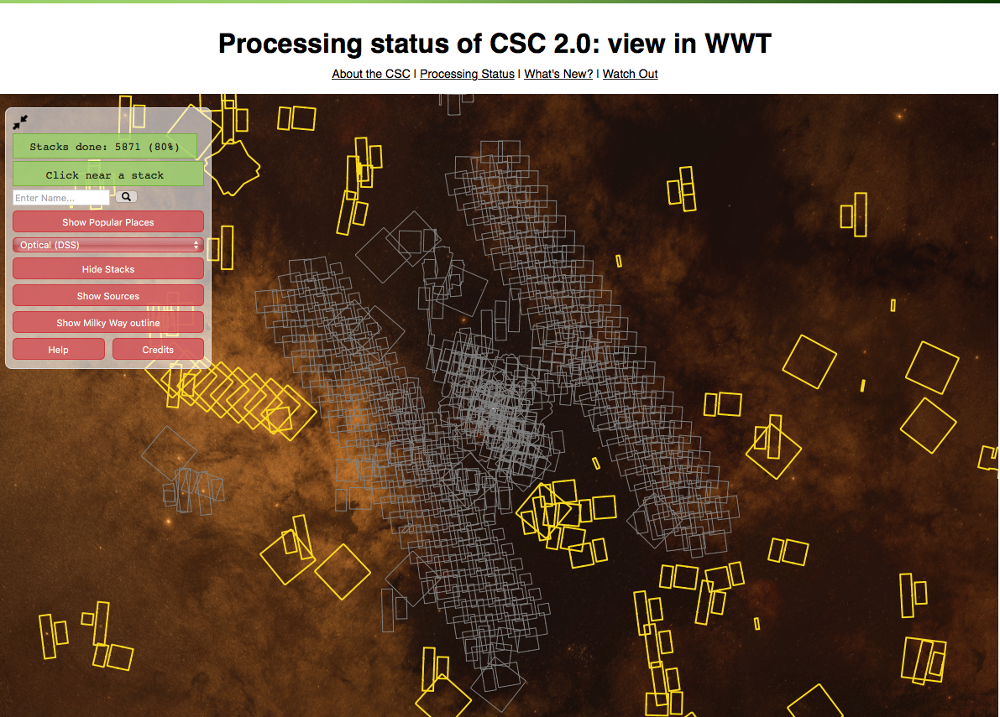 Processing status of CSC 2.0: view in WWT
About the CSC | Processing Status | What's New? | Watch Out
Stacks done: 5871 (80%)
Click near a stack
Enter Name...
Show Popular Places
Optical (DSS)
Hide Stacks
Show Sources
Show Milky Way outline
Help Credits